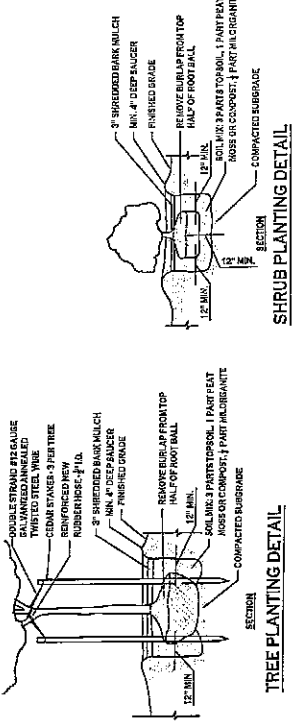 DOUBLE STRAND #12 GAUGE
GALVANIZED ANNEALED
TWISTED STEEL WIRE
CEDAR STAKES - 3 PER TREE
REINFORCED NEW
RUBBER HOSE - ½" I.D.
3" SHREDDED BARK MULCH
MIN. 4" DEEP SAUCER
FINISHED GRADE
REMOVE BURLAP FROM TOP
HALF OF ROOT BALL
12" MIN.
SOIL MIX: 3 PARTS TOPSOIL, 1 PART PEAT
MOSS OR COMPOST, ½ PART MILORGANITE
COMPACTED SUBGRADE
12" MIN.
SECTION
TREE PLANTING DETAIL
3" SHREDDED BARK MULCH
MIN. 4" DEEP SAUCER
FINISHED GRADE
REMOVE BURLAP FROM TOP
HALF OF ROOT BALL
12" MIN.
SOIL MIX: 3 PARTS TOPSOIL, 1 PART PEAT
MOSS OR COMPOST, ½ PART MILORGANITE
COMPACTED SUBGRADE
12" MIN.
12" MIN.
SECTION
SHRUB PLANTING DETAIL